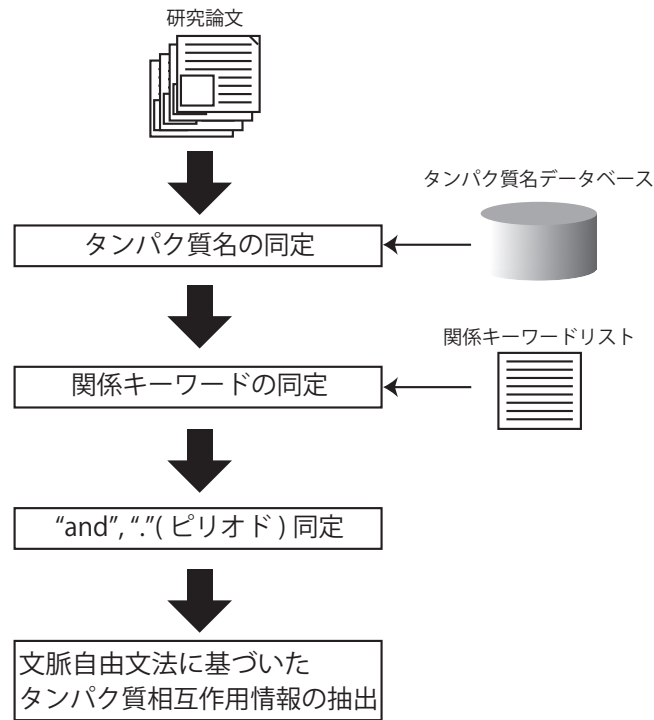 研究論文
タンパク質名データベース
タンパク質名の同定
関係キーワードリスト
関係キーワードの同定
“and”, “.”( ピリオド ) 同定
文脈自由文法に基づいた
タンパク質相互作用情報の抽出